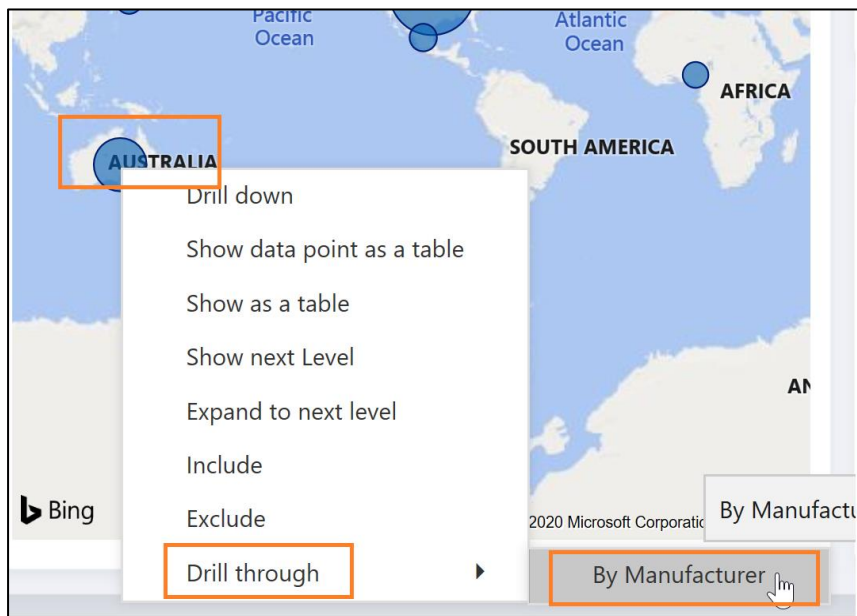 Pacific
Ocean
Atlantic
Ocean
AFRICA
SOUTH AMERICA
AUSTRALIA
Drill down
Show data point as a table
Show as a table
Show next Level
Expand to next level
Include
Exclude
Drill through
AN
Bing
2020 Microsoft Corporatio
By Manufactu
By Manufacturer